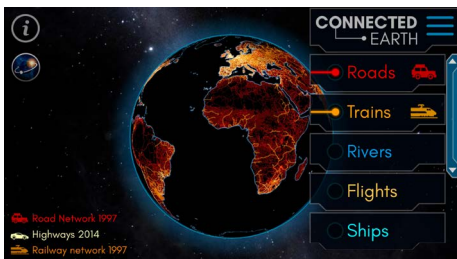 i
CONNECTED
EARTH
Roads
Trains
Rivers
Flights
Ships
Road Network 1997
Highways 2014
Railway network 1997